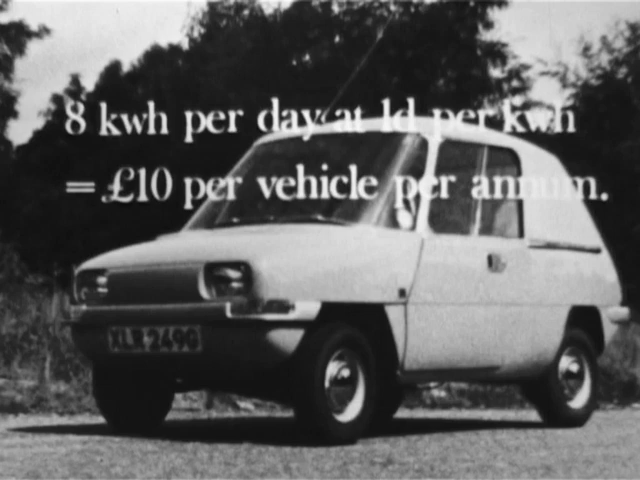 8 kwh per day at 1d per kwh
= £10 per vehicle per annum.
XLR 249G